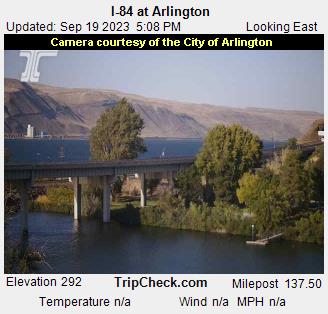 I-84 at Arlington
Updated: Sep 19 2023 5:08 PM Looking East
Camera courtesy of the City of Arlington
Elevation 292 TripCheck.com Milepost 137.50
Temperature n/a Wind n/a MPH n/a